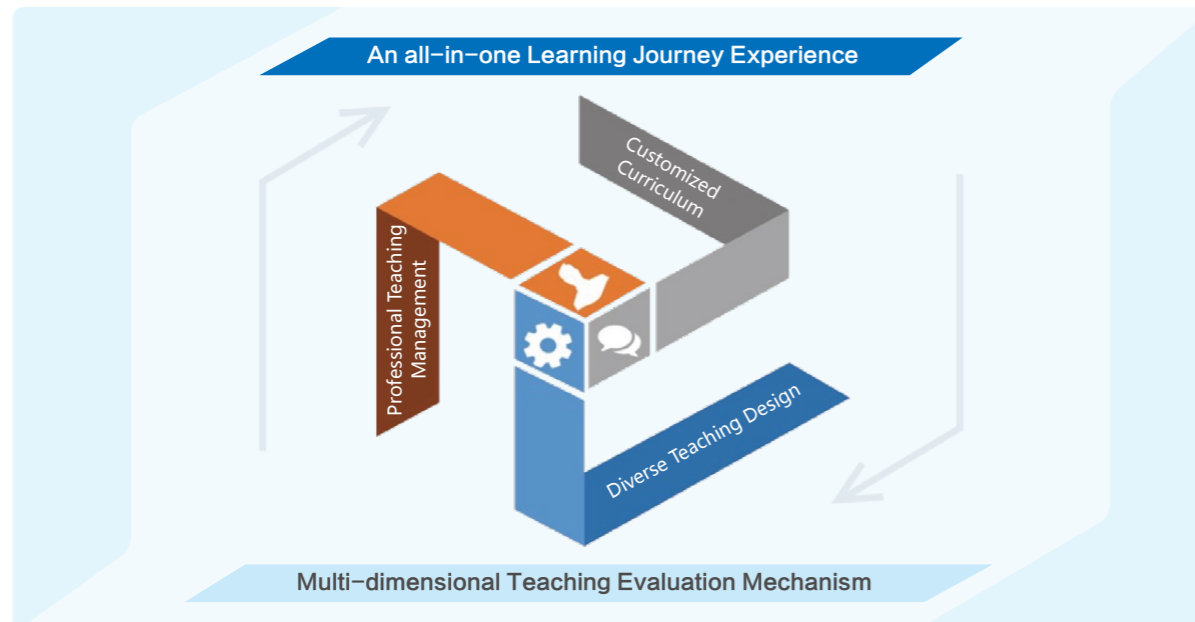 An all-in-one Learning Journey Experience
Customized
Curriculum
Professional Teaching
Management
Diverse Teaching Design
Multi-dimensional Teaching Evaluation Mechanism